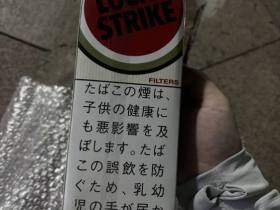 LUCKY
STRIKE
FILTERS
たばこの煙は、
子供の健康に
も悪影響を及
ぼします。たば
この誤飲を防
ぐため、乳幼
児の手が届か